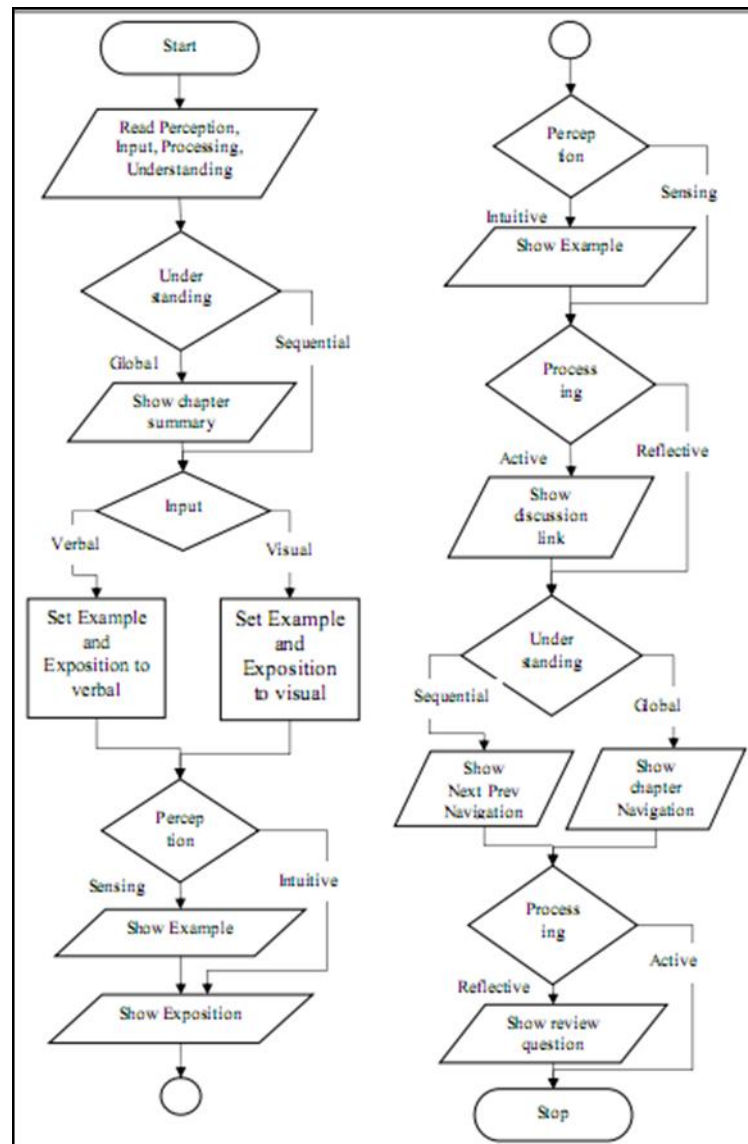 Start
Read Perception,
Input, Processing,
Understanding
Under
standing
Sequential
Global
Show chapter
summary
Input
Verbal
Visual
Set Example
and
Exposition to
verbal
Set Example
and
Exposition
to visual
Percep
tion
Intuitive
Sensing
Show Example
Show Exposition
Percep
tion
Sensing
Intuitive
Show Example
Process
ing
Reflective
Active
Show
discussion
link
Under
standing
Sequential
Global
Show
Next Prev
Navigation
Show
chapter
Navigation
Process
ing
Active
Reflective
Show review
question
Stop